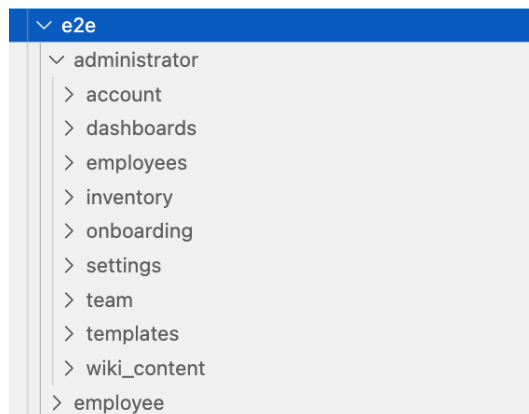 e2e
administrator
account
dashboards
employees
inventory
onboarding
settings
team
templates
wiki_content
employee